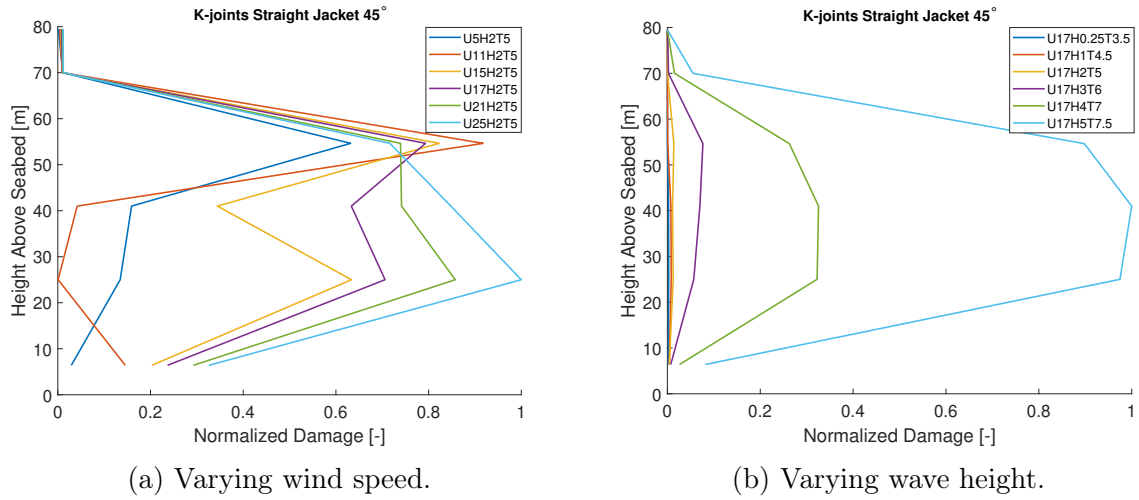 K-joints Straight Jacket 45°
80
70
60
50
40
30
20
10
0
Height Above Seabed [m]
0
0.2
0.4
0.6
0.8
1
Normalized Damage [-]
U5H2T5
U11H2T5
U15H2T5
U17H2T5
U21H2T5
U25H2T5
(a) Varying wind speed.
K-joints Straight Jacket 45°
80
70
60
50
40
30
20
10
0
Height Above Seabed [m]
0
0.2
0.4
0.6
0.8
1
Normalized Damage [-]
U17H0.25T3.5
U17H1T4.5
U17H2T5
U17H3T6
U17H4T7
U17H5T7.5
(b) Varying wave height.